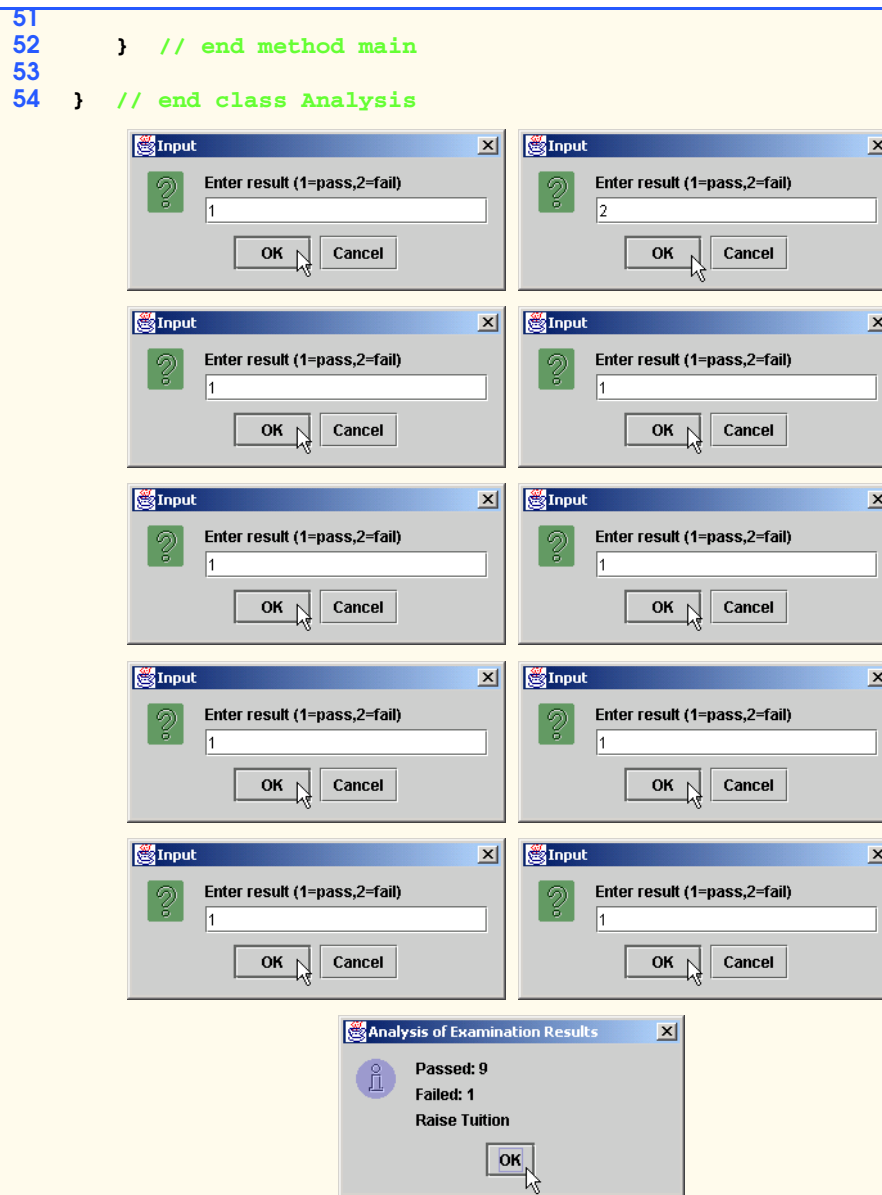 51
52 } // end method main
53
54 } // end class Analysis
Input Input
Enter result (1=pass,2=fail) Enter result (1=pass,2=fail)
1 2
OK Cancel OK Cancel
Input Input
Enter result (1=pass,2=fail) Enter result (1=pass,2=fail)
1 1
OK Cancel OK Cancel
Input Input
Enter result (1=pass,2=fail) Enter result (1=pass,2=fail)
1 1
OK Cancel OK Cancel
Input Input
Enter result (1=pass,2=fail) Enter result (1=pass,2=fail)
1 1
OK Cancel OK Cancel
Input Input
Enter result (1=pass,2=fail) Enter result (1=pass,2=fail)
1 1
OK Cancel OK Cancel
Analysis of Examination Results
Passed: 9
Failed: 1
Raise Tuition
OK